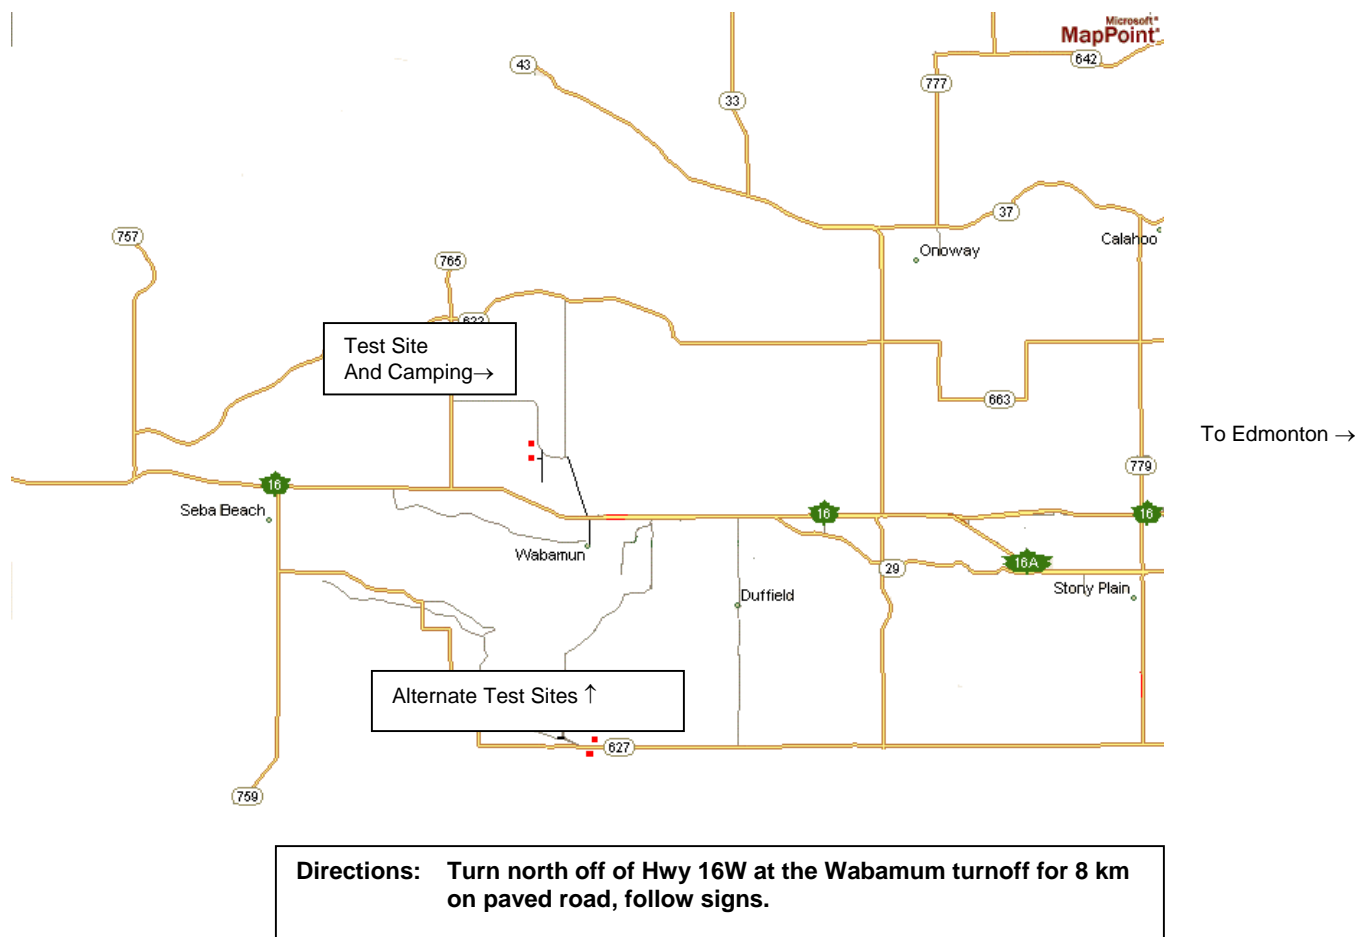 Microsoft®
MapPoint®
642
43
777
33
37
757
Calahoo
Onoway
765
Test Site
And Camping→
663
To Edmonton →
779
16
Seba Beach
16
16
Wabamun
16A
29
Stony Plain
Duffield
Alternate Test Sites ↑
627
759
Directions: Turn north off of Hwy 16W at the Wabamum turnoff for 8 km
on paved road, follow signs.